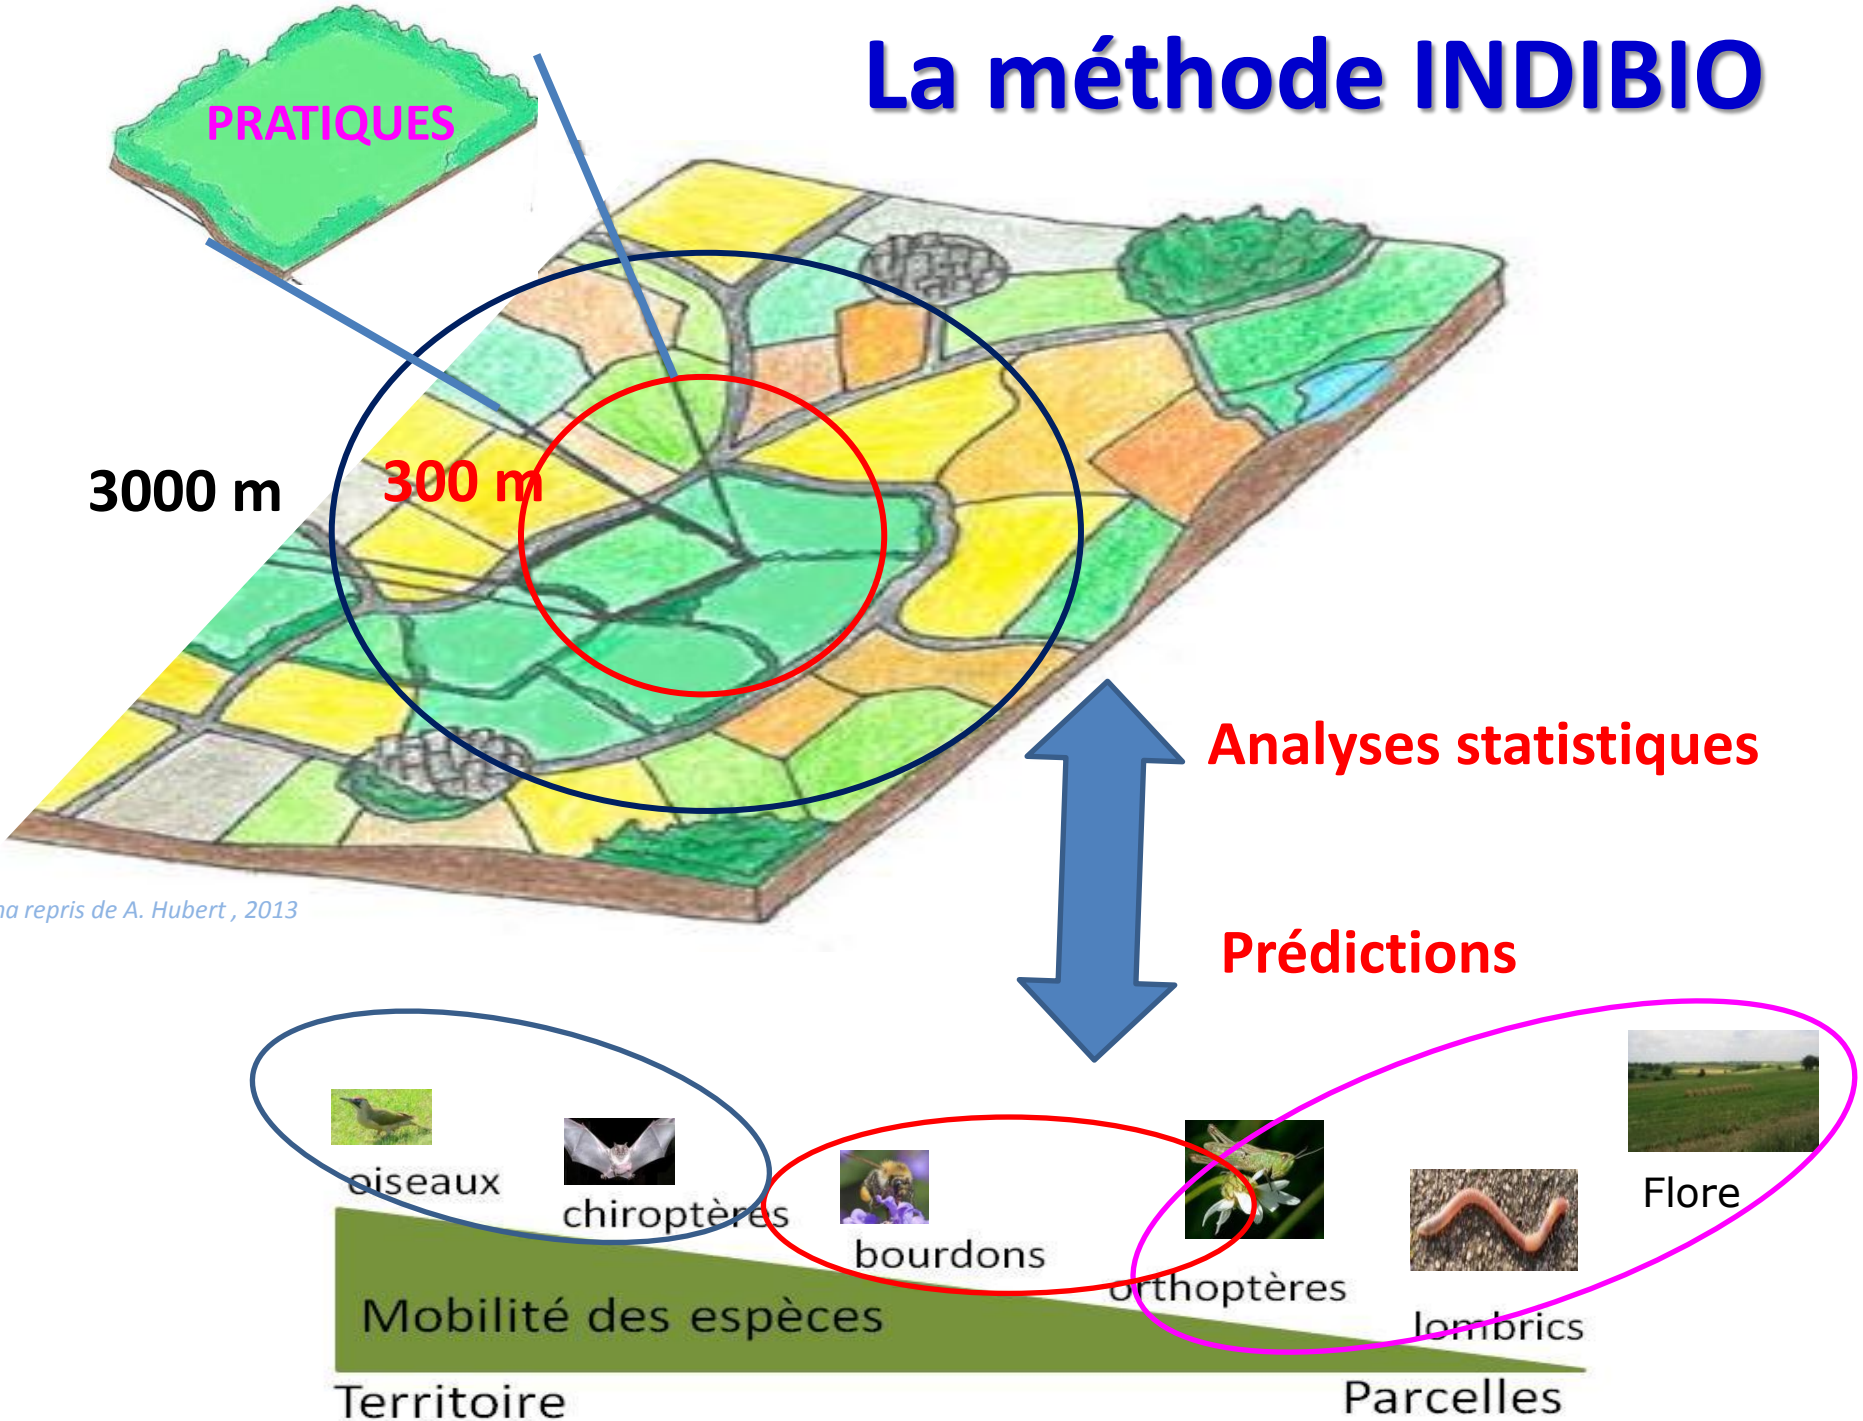 La méthode INDIBIO
PRATIQUES
3000 m
300 m
Analyses statistiques
repris de A. Hubert , 2013
Prédictions
oiseaux
chiroptères
bourdons
orthoptères
lombrics
Flore
Mobilité des espèces
Territoire
Parcelles